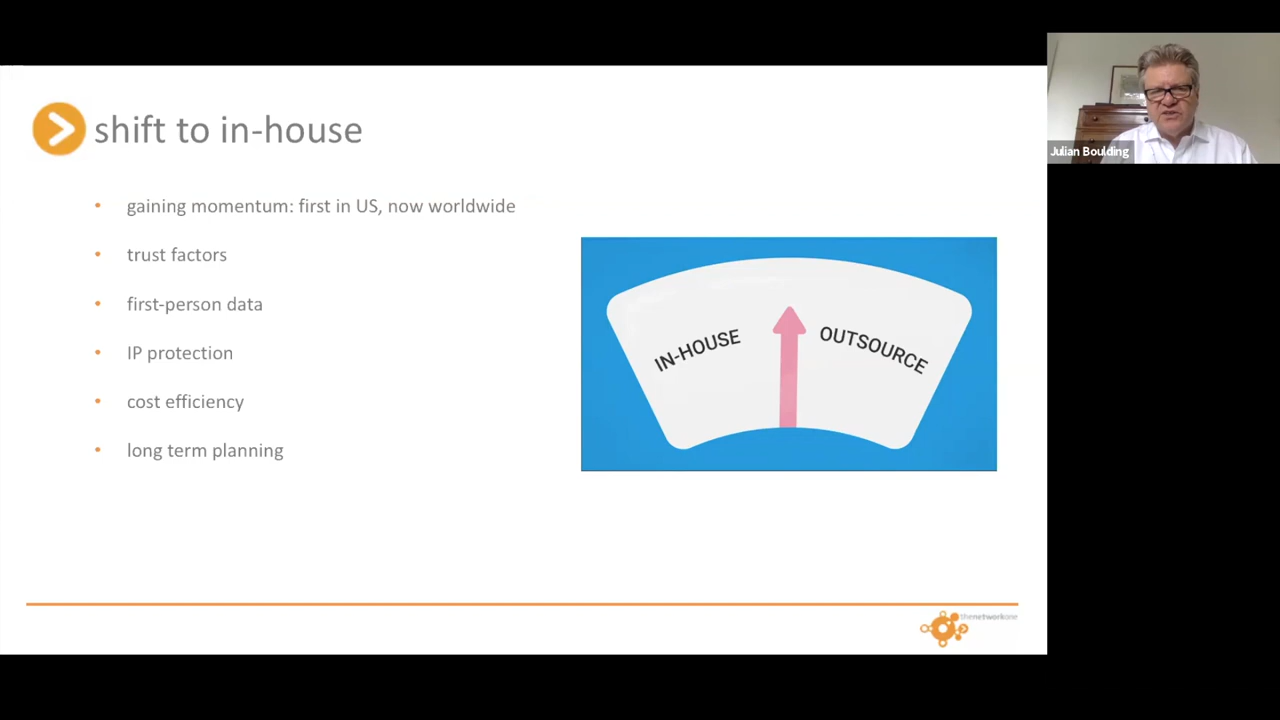 shift to in-house
• gaining momentum: first in US, now worldwide
• trust factors
• first-person data
• IP protection
• cost efficiency
• long term planning
IN-HOUSE
OUTSOURCE
thenetworkone
Julian Boulding